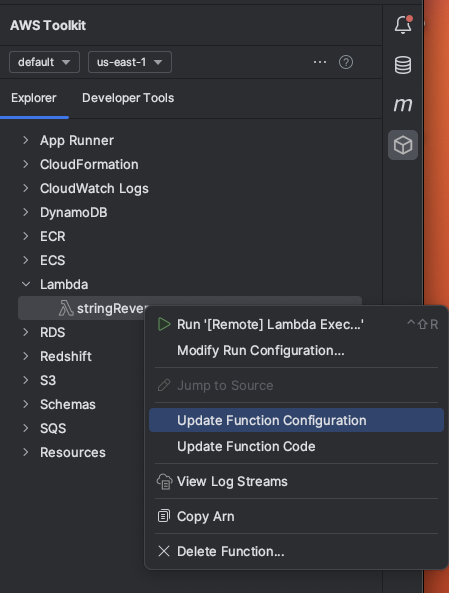 AWS Toolkit
default us-east-1
Explorer Developer Tools
App Runner
CloudFormation
CloudWatch Logs
DynamoDB
ECR
ECS
Lambda
RDS
Redshift
S3
Schemas
SQS
Resources
Run '[Remote] Lambda Exec...' ^⇧R
Modify Run Configuration...
Jump to Source
Update Function Configuration
Update Function Code
View Log Streams
Copy Arn
Delete Function...
m